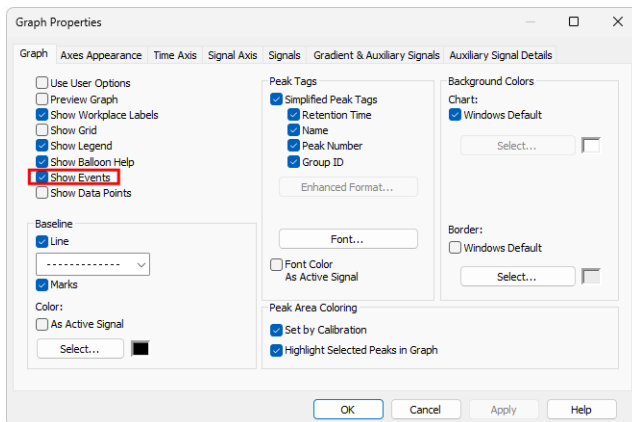 Graph Properties
Graph Axes Appearance Time Axis Signal Axis Signals Gradient & Auxiliary Signals Auxiliary Signal Details
Use User Options
Preview Graph
Show Workplace Labels
Show Grid
Show Legend
Show Balloon Help
Show Events
Show Data Points
Baseline
Line
Marks
Color:
As Active Signal
Select...
Peak Tags
Simplified Peak Tags
Retention Time
Name
Peak Number
Group ID
Enhanced Format...
Font...
Font Color
As Active Signal
Background Colors
Chart:
Windows Default
Select...
Border:
Windows Default
Select...
Peak Area Coloring
Set by Calibration
Highlight Selected Peaks in Graph
OK Cancel Apply Help